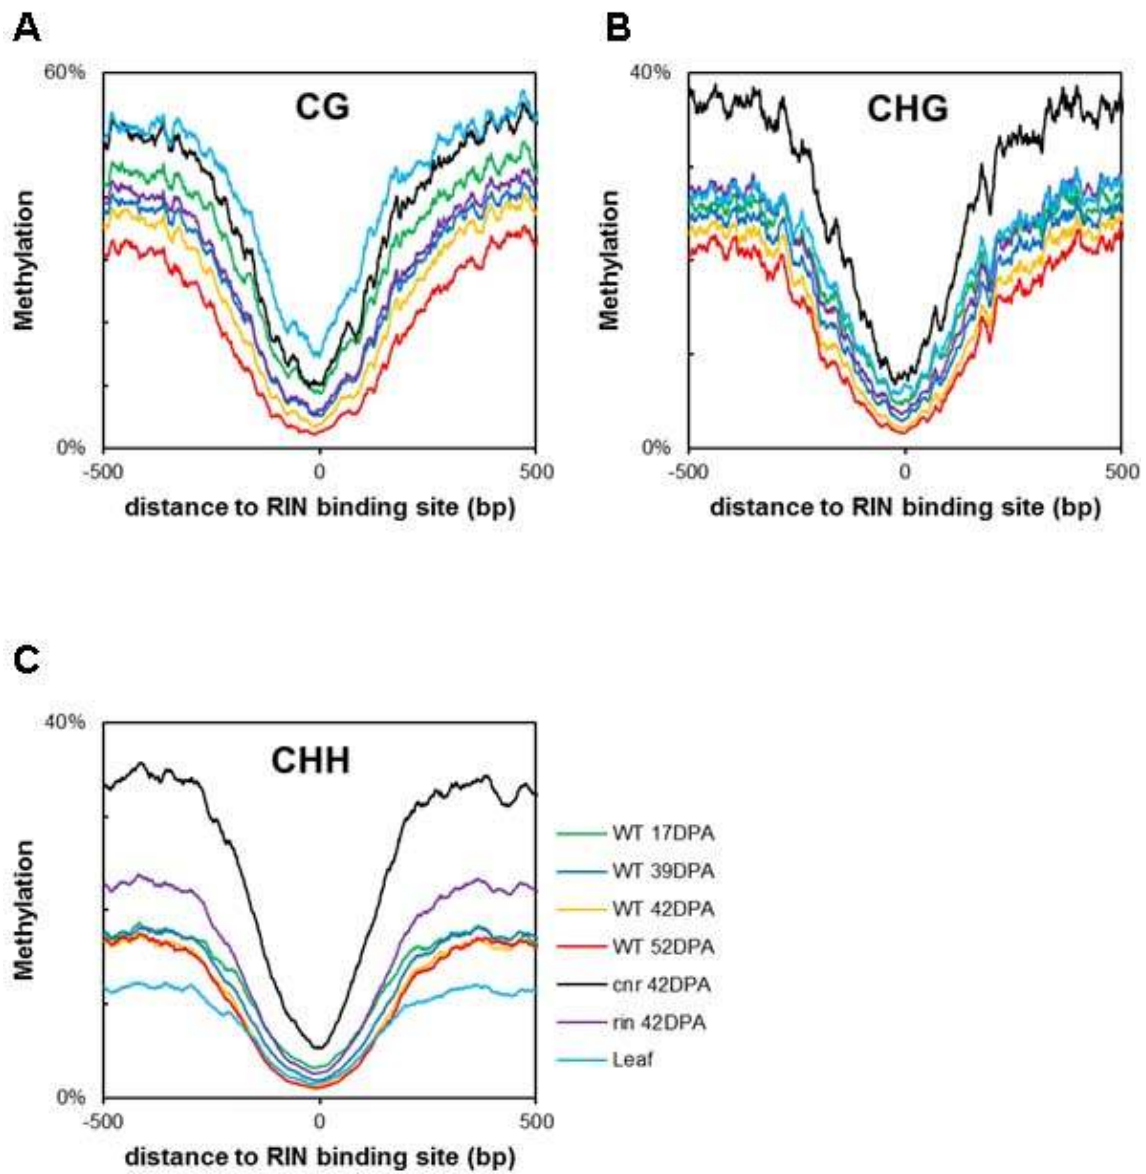 A
60%
CG
Methylation
0%
-500
0
500
distance to RIN binding site (bp)
B
40%
CHG
Methylation
0%
-500
0
500
distance to RIN binding site (bp)
C
40%
CHH
Methylation
0%
-500
0
500
distance to RIN binding site (bp)
WT 17DPA
WT 39DPA
WT 42DPA
WT 52DPA
cnr 42DPA
rin 42DPA
Leaf